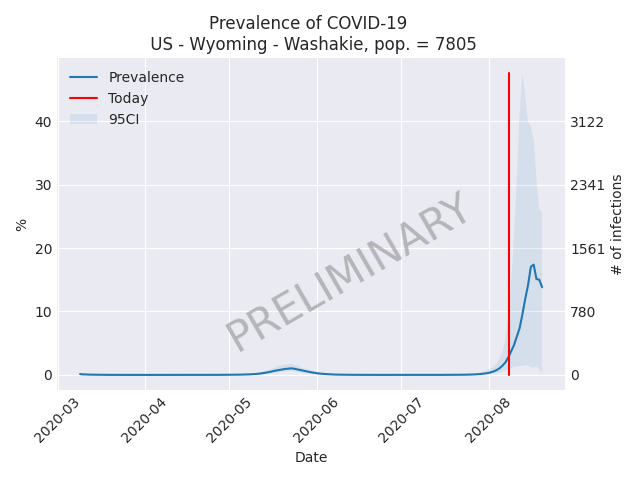 Prevalence of COVID-19
US - Wyoming - Washakie, pop. = 7805
Prevalence
Today
95CI
%
40
30
20
10
0
3122
2341
1561
780
0
# of infections
PRELIMINARY
2020-03
2020-04
2020-05
2020-06
2020-07
2020-08
Date